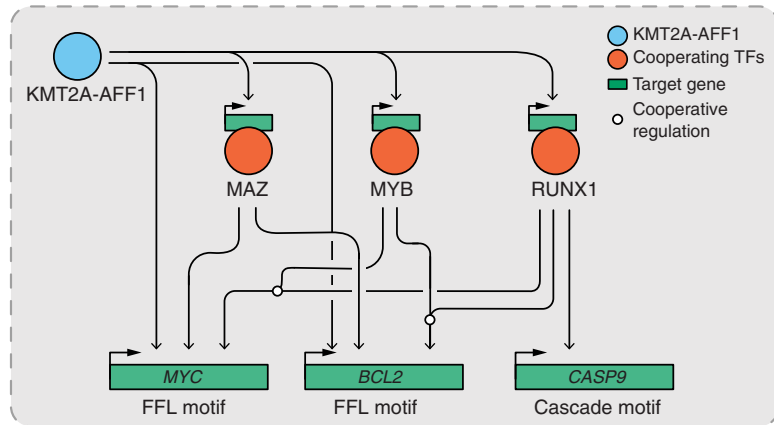 KMT2A-AFF1
KMT2A-AFF1
Cooperating TFs
Target gene
Cooperative
regulation
MAZ
MYB
RUNX1
MYC
BCL2
CASP9
FFL motif
FFL motif
Cascade motif